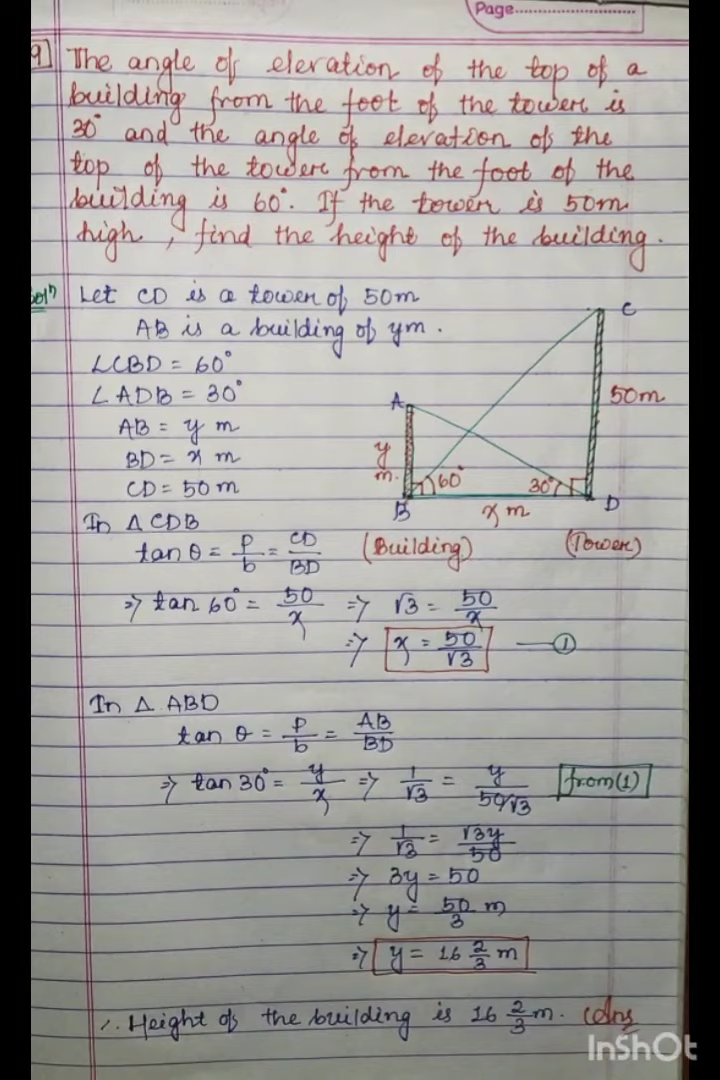 Page
9] The angle of elevation of the top of a
building from the foot of the tower is
30° and the angle of elevation of the
top of the tower from the foot of the
building is 60°. If the tower is 50m
high, find the height of the building.
Solⁿ Let CD is a tower of 50m
AB is a building of ym.
∠CBD = 60°
∠ADB = 30°
AB = y m
BD = x m
CD = 50 m
C
A
50m
y
m.
60°
30°
B
x m
D
(Building)
(Tower)
In △ CDB
tan θ = P/b = CD/BD
⇒ tan 60° = 50/x ⇒ √3 = 50/x
⇒ x = 50/√3 —①
In △ ABD
tan θ = P/b = AB/BD
⇒ tan 30° = y/x ⇒ 1/√3 = y/50/√3 from (1)
⇒ 1/√3 = √3y/50
⇒ 3y = 50
⇒ y = 50/3 m
⇒ y = 16 2/3 m
∴ Height of the building is 16 2/3 m. (Ans
InShOt